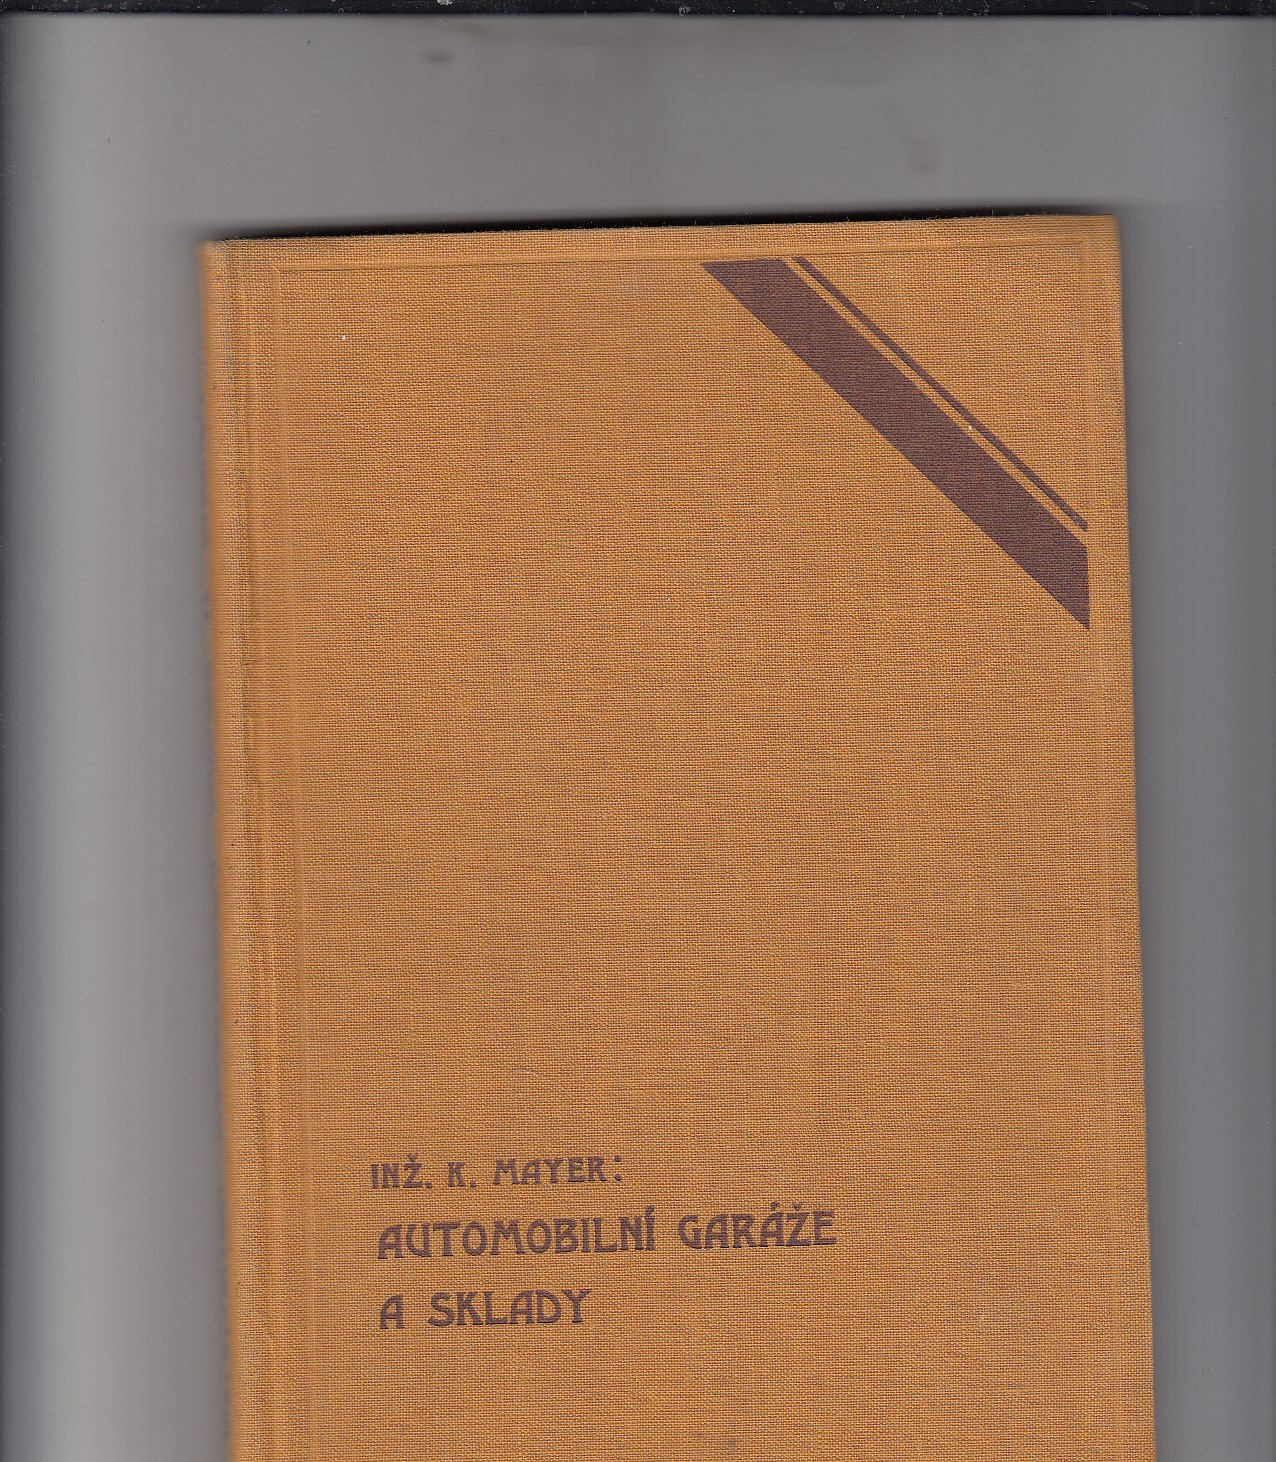 INŽ. K. MAYER:
AUTOMOBILNÍ GARÁŽE
A SKLADY